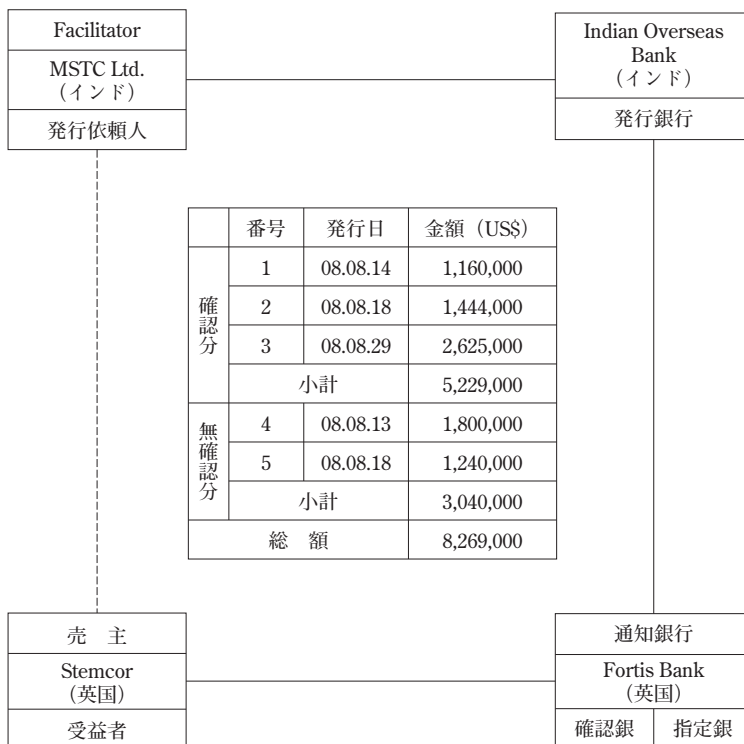 Facilitator
MSTC Ltd.
（インド）
発行依頼人
Indian Overseas
Bank
（インド）
発行銀行
番号 発行日 金額（US$）
確認分
1 08.08.14 1,160,000
2 08.08.18 1,444,000
3 08.08.29 2,625,000
小計 5,229,000
無確認分
4 08.08.13 1,800,000
5 08.08.18 1,240,000
小計 3,040,000
総 額 8,269,000
売 主
Stemcor
（英国）
受益者
通知銀行
Fortis Bank
（英国）
確認銀 指定銀